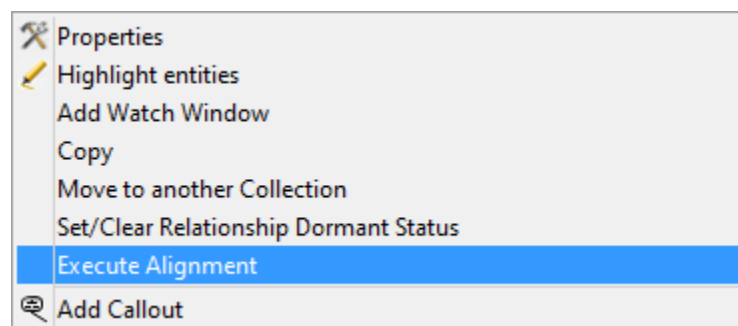 Properties
Highlight entities
Add Watch Window
Copy
Move to another Collection
Set/Clear Relationship Dormant Status
Execute Alignment
Add Callout